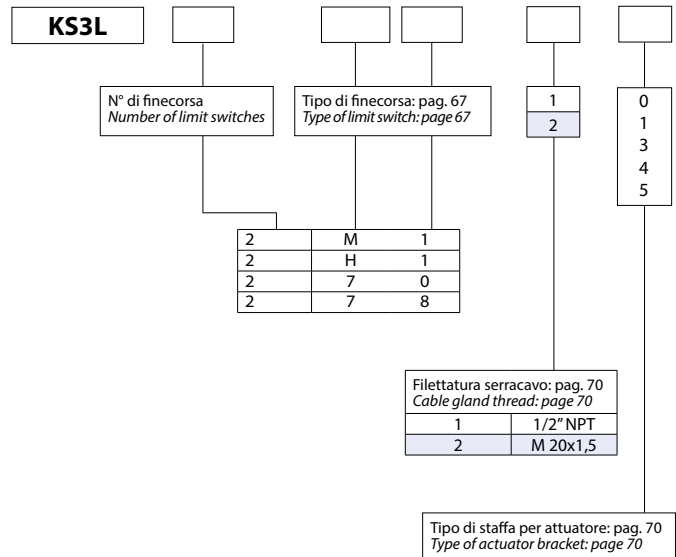 KS3L
N° di finecorsa
Number of limit switches
Tipo di finecorsa: pag. 67
Type of limit switch: page 67
1
2
0
1
3
4
5
2 M 1
2 H 1
2 7 0
2 7 8
Filettatura serracavo: pag. 70
Cable gland thread: page 70
1 1/2” NPT
2 M 20x1,5
Tipo di staffa per attuatore: pag. 70
Type of actuator bracket: page 70